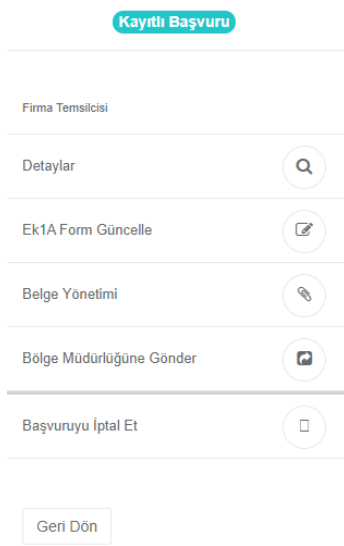 Kayıtlı Başvuru
Firma Temsilcisi
Detaylar
Ek1A Form Güncelle
Belge Yönetimi
Bölge Müdürlüğüne Gönder
Başvuruyu İptal Et
Geri Dön